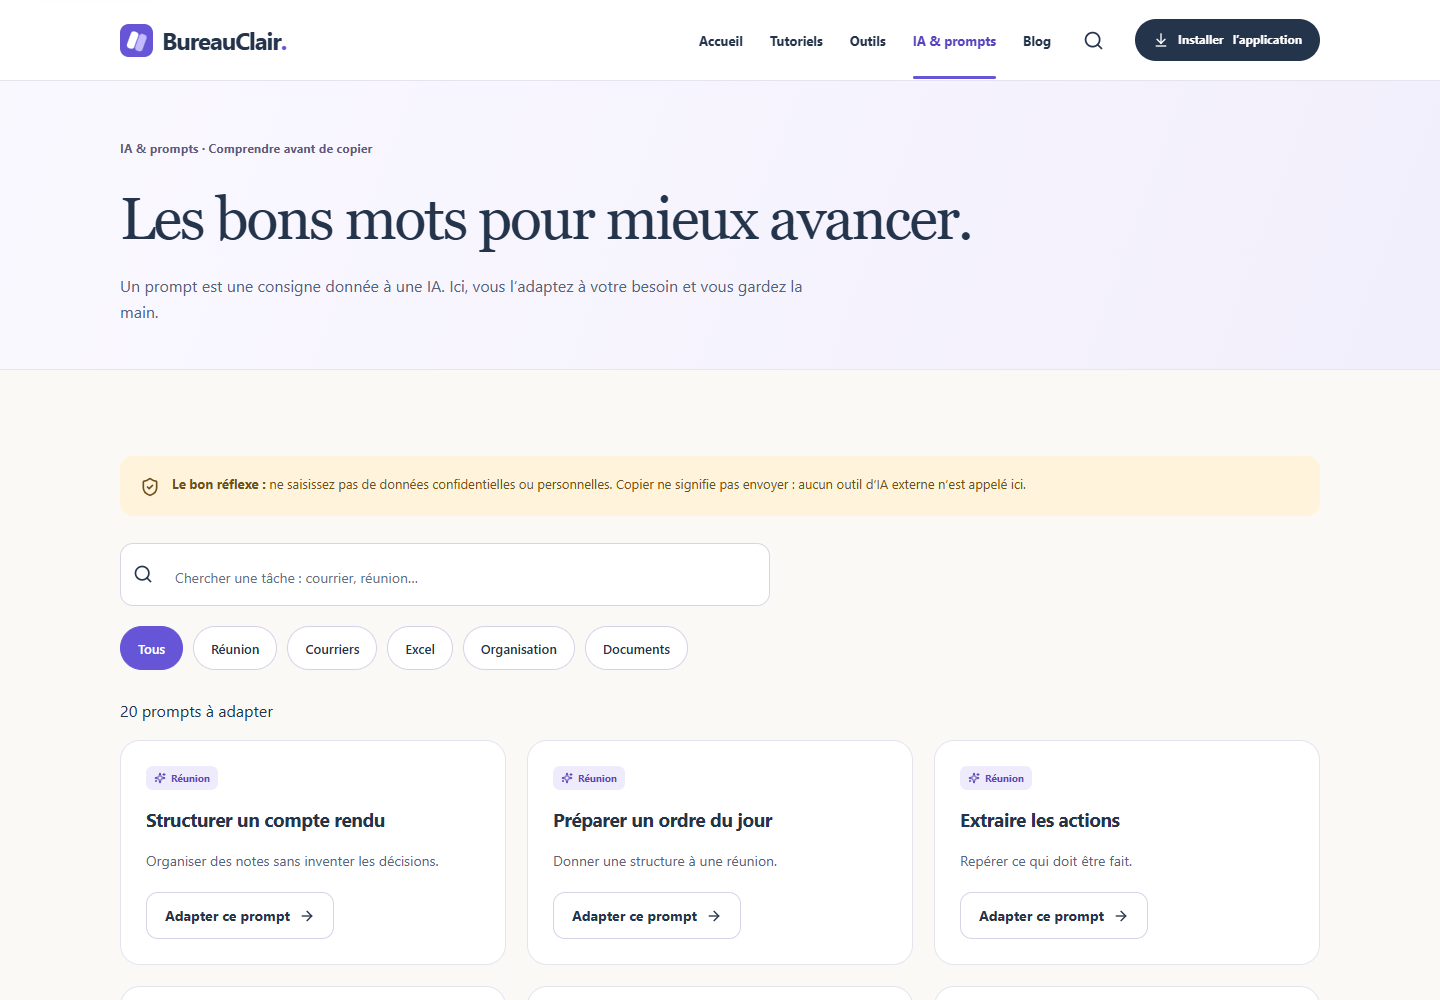 BureauClair.
Accueil
Tutoriels
Outils
IA & prompts
Blog
Installer l’application
IA & prompts · Comprendre avant de copier
Les bons mots pour mieux avancer.
Un prompt est une consigne donnée à une IA. Ici, vous l’adaptez à votre besoin et vous gardez la
main.
Le bon réflexe : ne saisissez pas de données confidentielles ou personnelles. Copier ne signifie pas envoyer : aucun outil d’IA externe n’est appelé ici.
Chercher une tâche : courrier, réunion…
Tous
Réunion
Courriers
Excel
Organisation
Documents
20 prompts à adapter
Réunion
Structurer un compte rendu
Organiser des notes sans inventer les décisions.
Adapter ce prompt
Réunion
Préparer un ordre du jour
Donner une structure à une réunion.
Adapter ce prompt
Réunion
Extraire les actions
Repérer ce qui doit être fait.
Adapter ce prompt